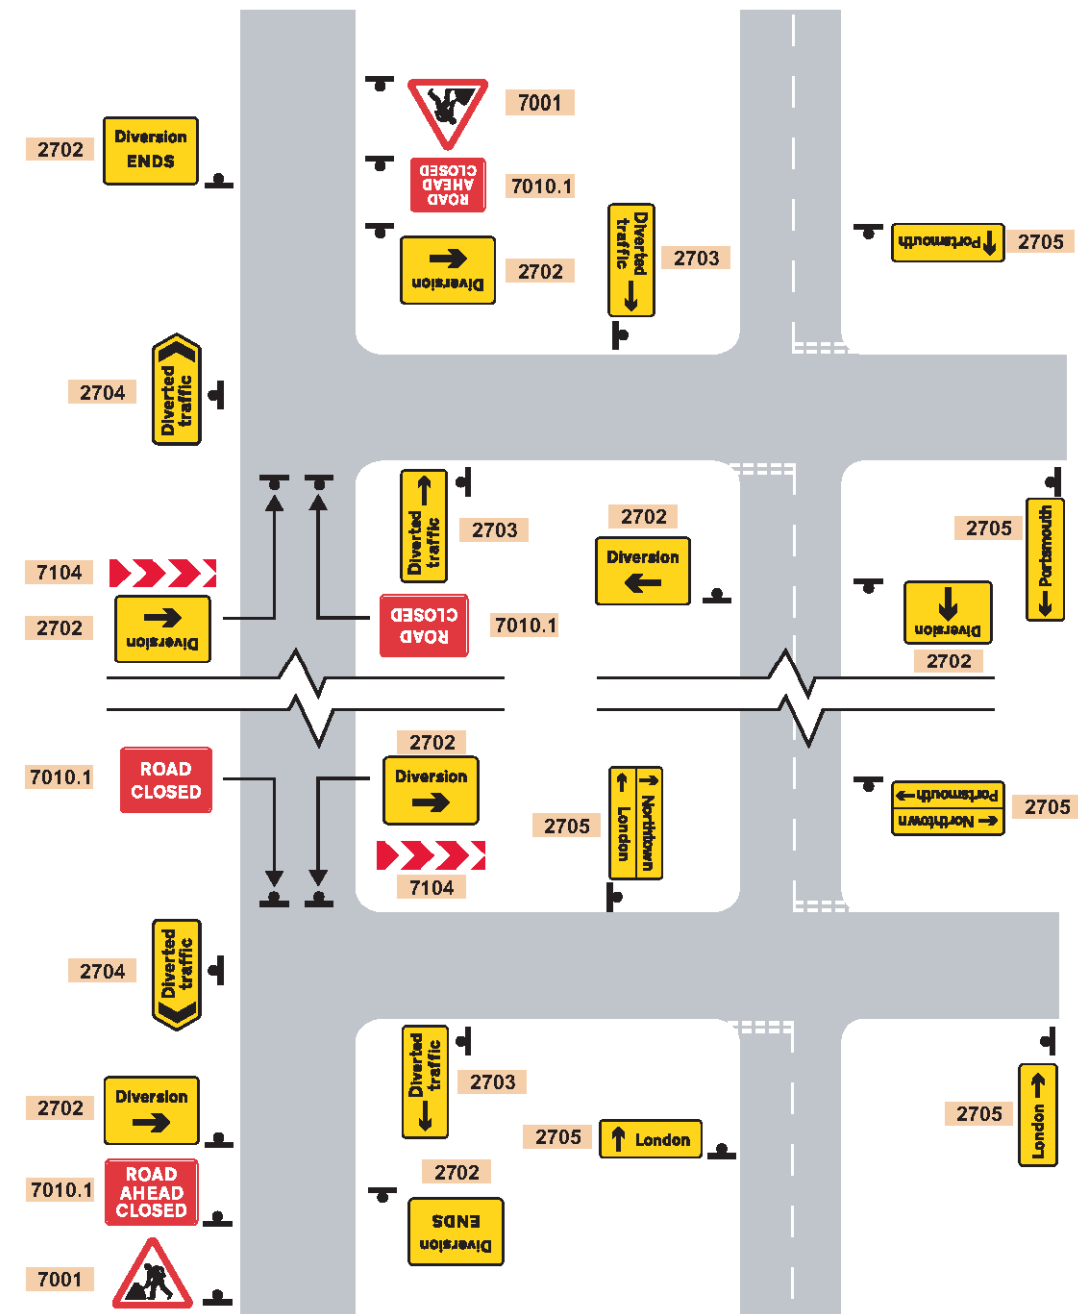 7001
2702
Diversion
ENDS
ROAD
AHEAD
CLOSED
7010.1
Diverted
traffic
2703
Portsmouth
2705
Diversion
2702
2704
Diverted
traffic
Diverted
traffic
2703
2702
Diversion
2705
Portsmouth
7104
2702
Diversion
ROAD
CLOSED
7010.1
Diversion
2702
7010.1
ROAD
CLOSED
2702
Diversion
7104
2705
Northtown
London
Northtown
Portsmouth
2705
2704
Diverted
traffic
Diverted
traffic
2703
2702
Diversion
2705
London
2705
London
7010.1
ROAD
AHEAD
CLOSED
2702
Diversion
ENDS
7001